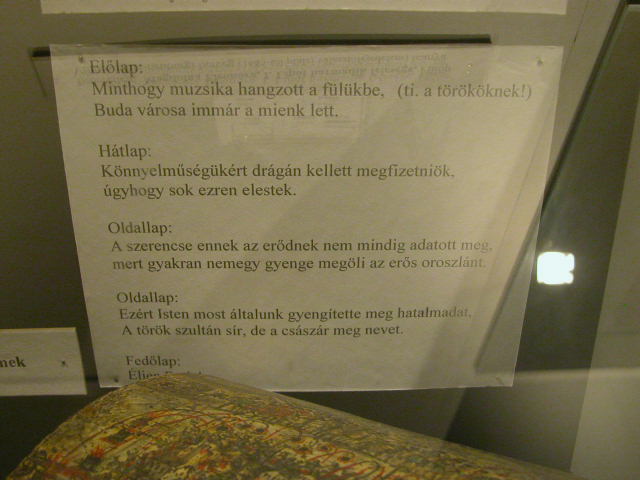 Előlap:
Minthogy muzsika hangzott a fülükbe, (ti. a törököknek!)
Buda városa immár a mienk lett.
Hátlap:
Könnyelműségükért drágán kellett megfizetniök,
úgyhogy sok ezren elestek.
Oldallap:
A szerencse ennek az erődnek nem mindig adatott meg,
mert gyakran nemegy gyenge megöli az erős oroszlánt.
Oldallap:
Ezért Isten most általunk gyengítette meg hatalmadat,
A török szultán sír, de a császár meg nevet.
Fedőlap:
Éljen
nek